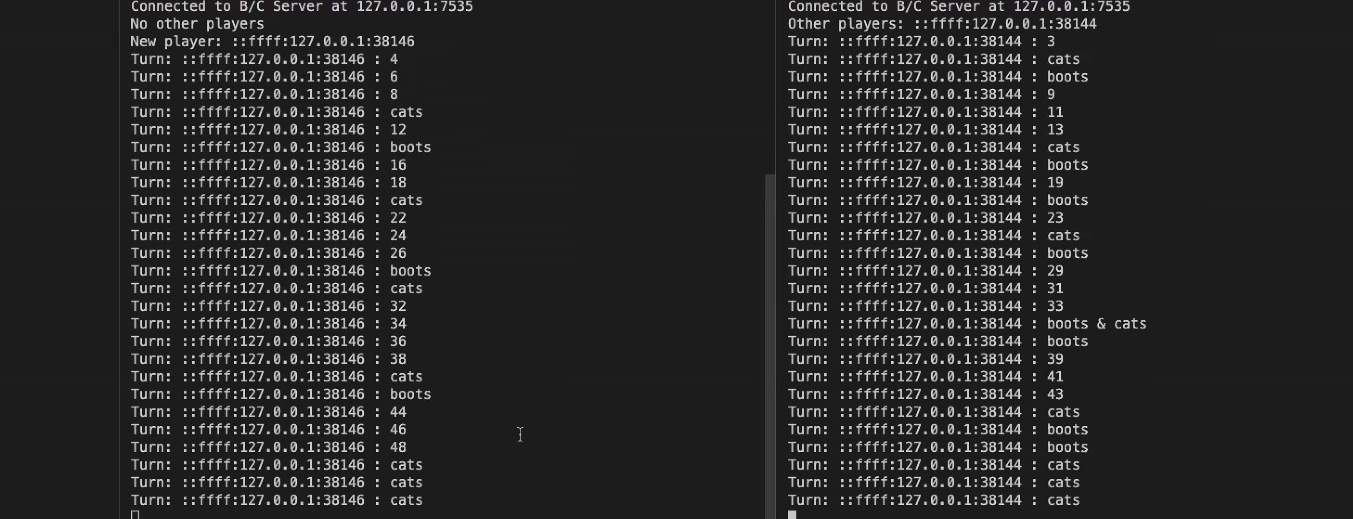 Connected to B/C Server at 127.0.0.1:7535
No other players
New player: ::ffff:127.0.0.1:38146
Turn: ::ffff:127.0.0.1:38146 : 4
Turn: ::ffff:127.0.0.1:38146 : 6
Turn: ::ffff:127.0.0.1:38146 : 8
Turn: ::ffff:127.0.0.1:38146 : cats
Turn: ::ffff:127.0.0.1:38146 : 12
Turn: ::ffff:127.0.0.1:38146 : boots
Turn: ::ffff:127.0.0.1:38146 : 16
Turn: ::ffff:127.0.0.1:38146 : 18
Turn: ::ffff:127.0.0.1:38146 : cats
Turn: ::ffff:127.0.0.1:38146 : 22
Turn: ::ffff:127.0.0.1:38146 : 24
Turn: ::ffff:127.0.0.1:38146 : 26
Turn: ::ffff:127.0.0.1:38146 : boots
Turn: ::ffff:127.0.0.1:38146 : cats
Turn: ::ffff:127.0.0.1:38146 : 32
Turn: ::ffff:127.0.0.1:38146 : 34
Turn: ::ffff:127.0.0.1:38146 : 36
Turn: ::ffff:127.0.0.1:38146 : 38
Turn: ::ffff:127.0.0.1:38146 : cats
Turn: ::ffff:127.0.0.1:38146 : boots
Turn: ::ffff:127.0.0.1:38146 : 44
Turn: ::ffff:127.0.0.1:38146 : 46
Turn: ::ffff:127.0.0.1:38146 : 48
Turn: ::ffff:127.0.0.1:38146 : cats
Turn: ::ffff:127.0.0.1:38146 : cats
Turn: ::ffff:127.0.0.1:38146 : cats
Connected to B/C Server at 127.0.0.1:7535
Other players: ::ffff:127.0.0.1:38144
Turn: ::ffff:127.0.0.1:38144 : 3
Turn: ::ffff:127.0.0.1:38144 : cats
Turn: ::ffff:127.0.0.1:38144 : boots
Turn: ::ffff:127.0.0.1:38144 : 9
Turn: ::ffff:127.0.0.1:38144 : 11
Turn: ::ffff:127.0.0.1:38144 : 13
Turn: ::ffff:127.0.0.1:38144 : cats
Turn: ::ffff:127.0.0.1:38144 : boots
Turn: ::ffff:127.0.0.1:38144 : 19
Turn: ::ffff:127.0.0.1:38144 : boots
Turn: ::ffff:127.0.0.1:38144 : 23
Turn: ::ffff:127.0.0.1:38144 : cats
Turn: ::ffff:127.0.0.1:38144 : boots
Turn: ::ffff:127.0.0.1:38144 : 29
Turn: ::ffff:127.0.0.1:38144 : 31
Turn: ::ffff:127.0.0.1:38144 : 33
Turn: ::ffff:127.0.0.1:38144 : boots & cats
Turn: ::ffff:127.0.0.1:38144 : boots
Turn: ::ffff:127.0.0.1:38144 : 39
Turn: ::ffff:127.0.0.1:38144 : 41
Turn: ::ffff:127.0.0.1:38144 : 43
Turn: ::ffff:127.0.0.1:38144 : cats
Turn: ::ffff:127.0.0.1:38144 : boots
Turn: ::ffff:127.0.0.1:38144 : boots
Turn: ::ffff:127.0.0.1:38144 : cats
Turn: ::ffff:127.0.0.1:38144 : cats
Turn: ::ffff:127.0.0.1:38144 : cats